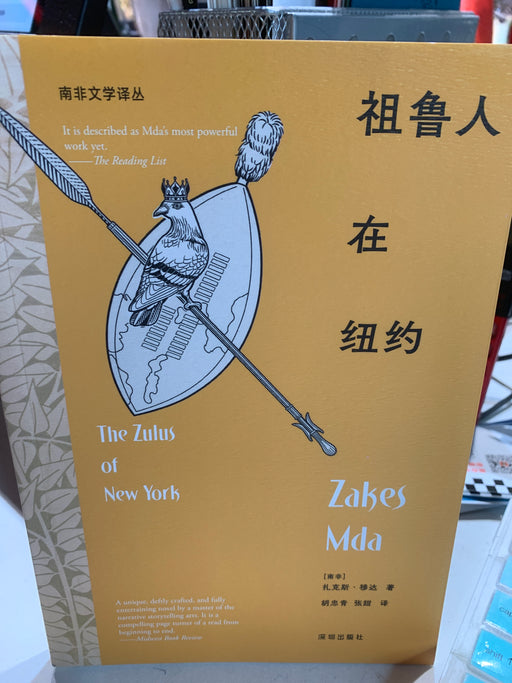 南非文学译丛
It is described as Mda's most powerful
work yet.
——The Reading List
祖鲁人
在
纽约
The Zulus
of
New York
Zakes
Mda
[南非]
扎克斯·穆达 著
胡忠青 张甜 译
深圳出版社
A unique, deftly crafted, and fully
entertaining novel by a master of the
narrative storytelling arts. It is a
compelling page turner of a read from
beginning to end.
——Midwest Book Review